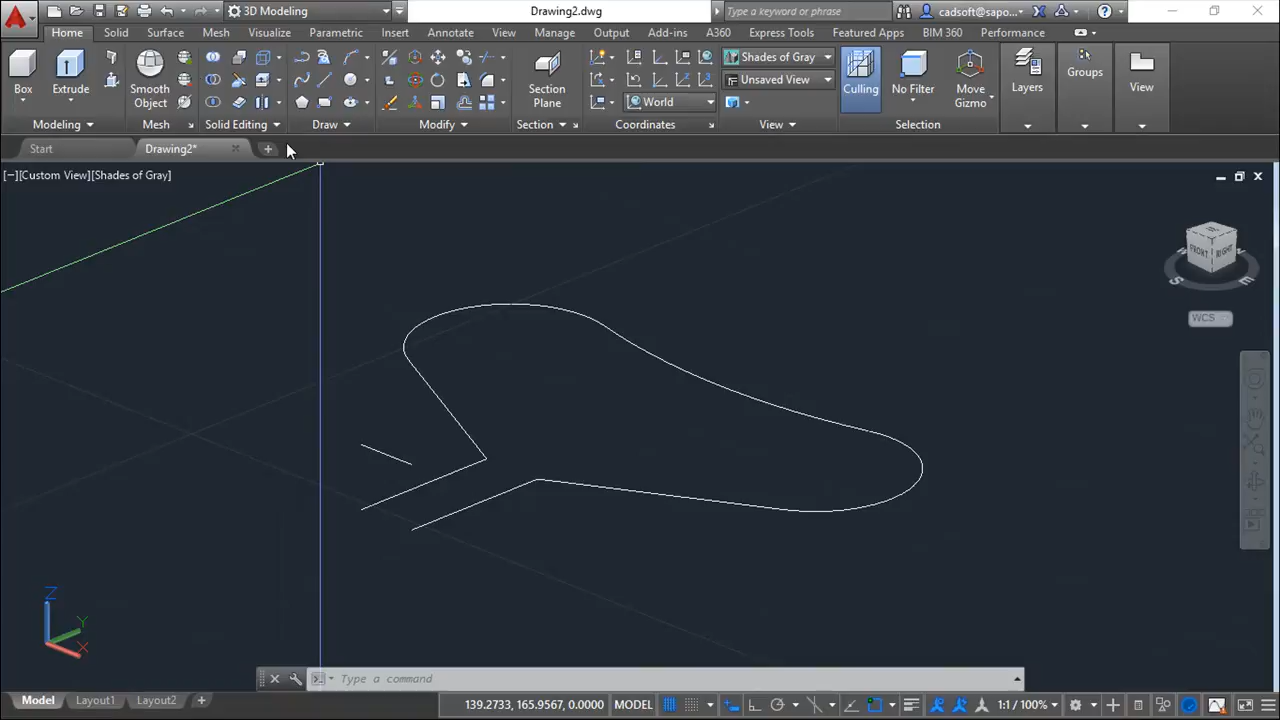 3D Modeling
Drawing2.dwg
Type a keyword or phrase
cadsoft@sapo...
Home Solid Surface Mesh Visualize Parametric Insert Annotate View Manage Output Add-ins A360 Express Tools Featured Apps BIM 360 Performance
Box
Extrude
Smooth
Object
Section
Plane
World
Shades of Gray
Unsaved View
Culling
No Filter
Move
Gizmo
Layers
Groups
View
Modeling
Mesh
Solid Editing
Draw
Modify
Section
Coordinates
View
Selection
Start
Drawing2*
[−][Custom View][Shades of Gray]
FRONT
RIGHT
S
E
WCS
Z
Y
X
Type a command
Model Layout1 Layout2
139.2733, 165.9567, 0.0000 MODEL
1:1 / 100%